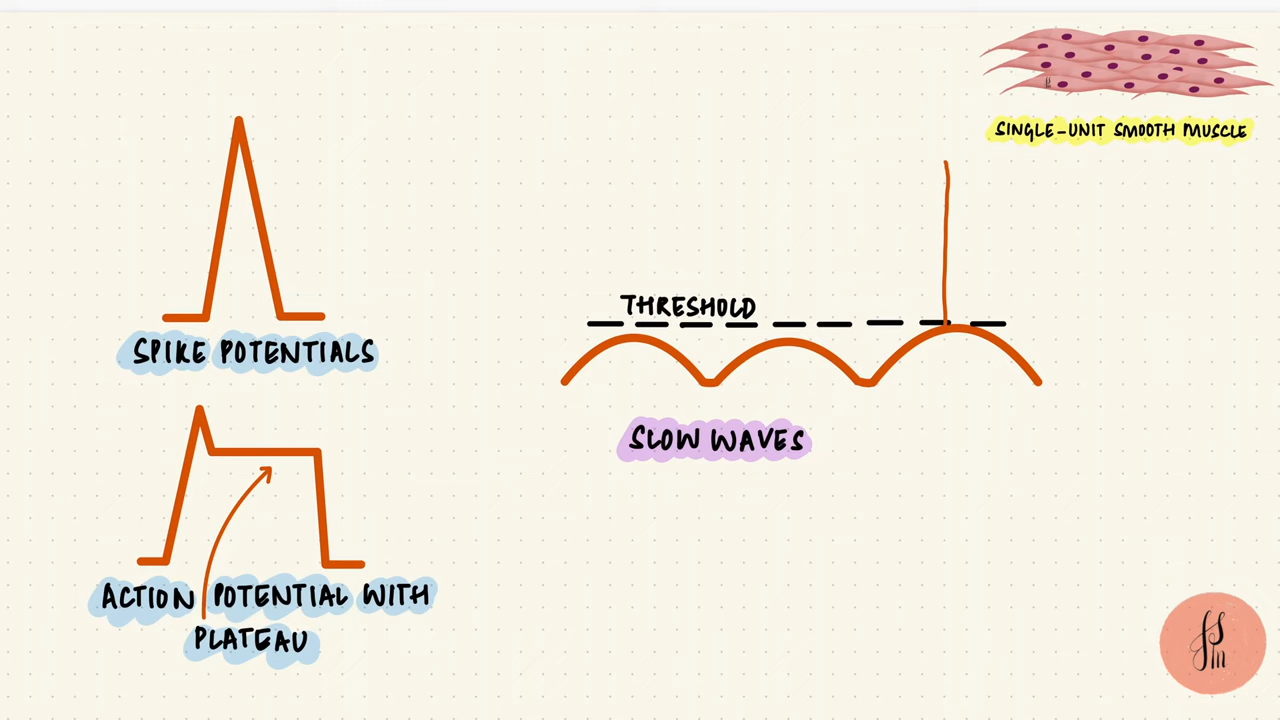 SINGLE-UNIT SMOOTH MUSCLE
THRESHOLD
SPIKE POTENTIALS
SLOW WAVES
ACTION POTENTIAL WITH
PLATEAU